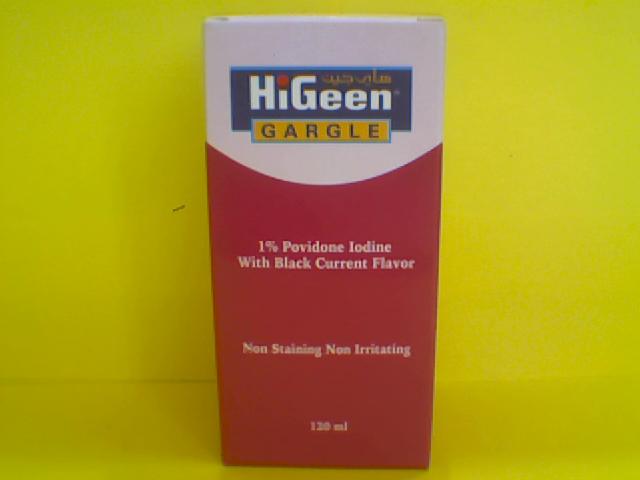 هاي جين
HiGeen
GARGLE
1% Povidone Iodine
With Black Current Flavor
Non Staining Non Irritating
120 ml